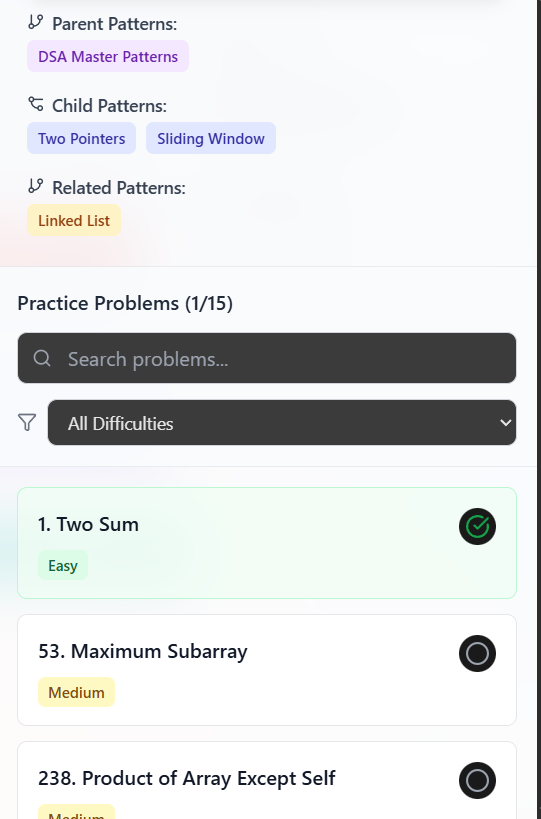 Parent Patterns:
DSA Master Patterns
Child Patterns:
Two Pointers Sliding Window
Related Patterns:
Linked List
Practice Problems (1/15)
Search problems...
All Difficulties
1. Two Sum
Easy
53. Maximum Subarray
Medium
238. Product of Array Except Self
Medium